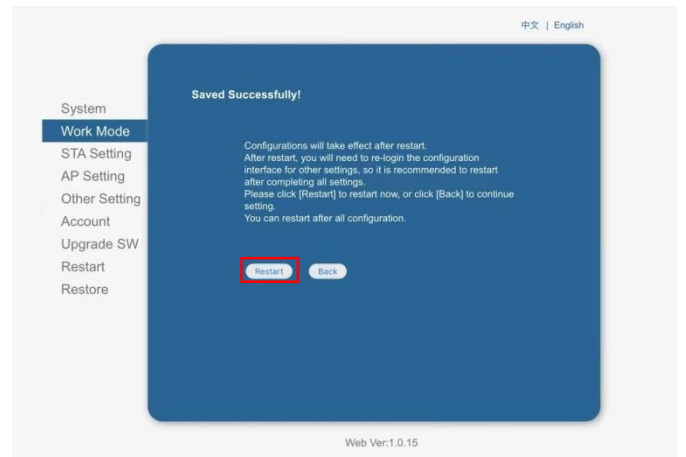 中文 | English
System
Work Mode
STA Setting
AP Setting
Other Setting
Account
Upgrade SW
Restart
Restore
Saved Successfully!
Configurations will take effect after restart.
After restart, you will need to re-login the configuration
interface for other settings, so it is recommended to restart
after completing all settings.
Please click [Restart] to restart now, or click [Back] to continue
setting.
You can restart after all configuration.
Restart Back
Web Ver:1.0.15